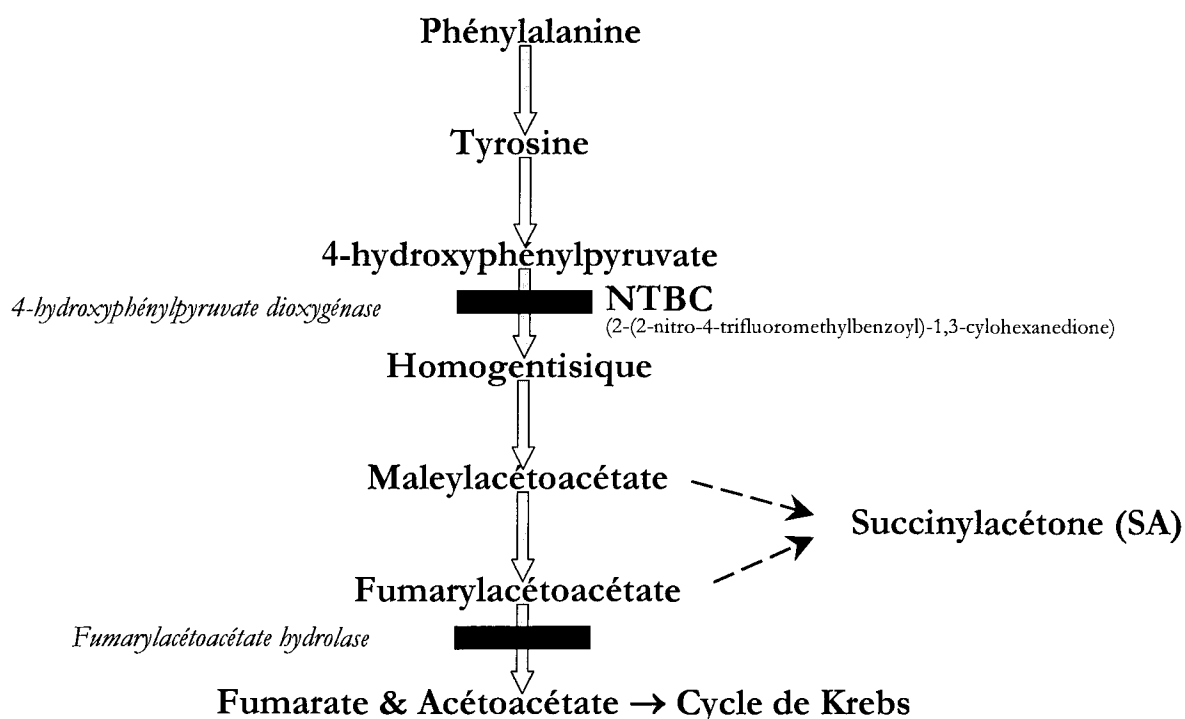 Phénylalanine
Tyrosine
4-hydroxyphénylpyruvate
4-hydroxyphénylpyruvate dioxygénase
NTBC
(2-(2-nitro-4-trifluoromethylbenzoyl)-1,3-cylohexanedione)
Homogentisique
Maleylacétoacétate
Succinylacétone (SA)
Fumarylacétoacétate
Fumarylacétoacétate hydrolase
Fumarate & Acétoacétate → Cycle de Krebs